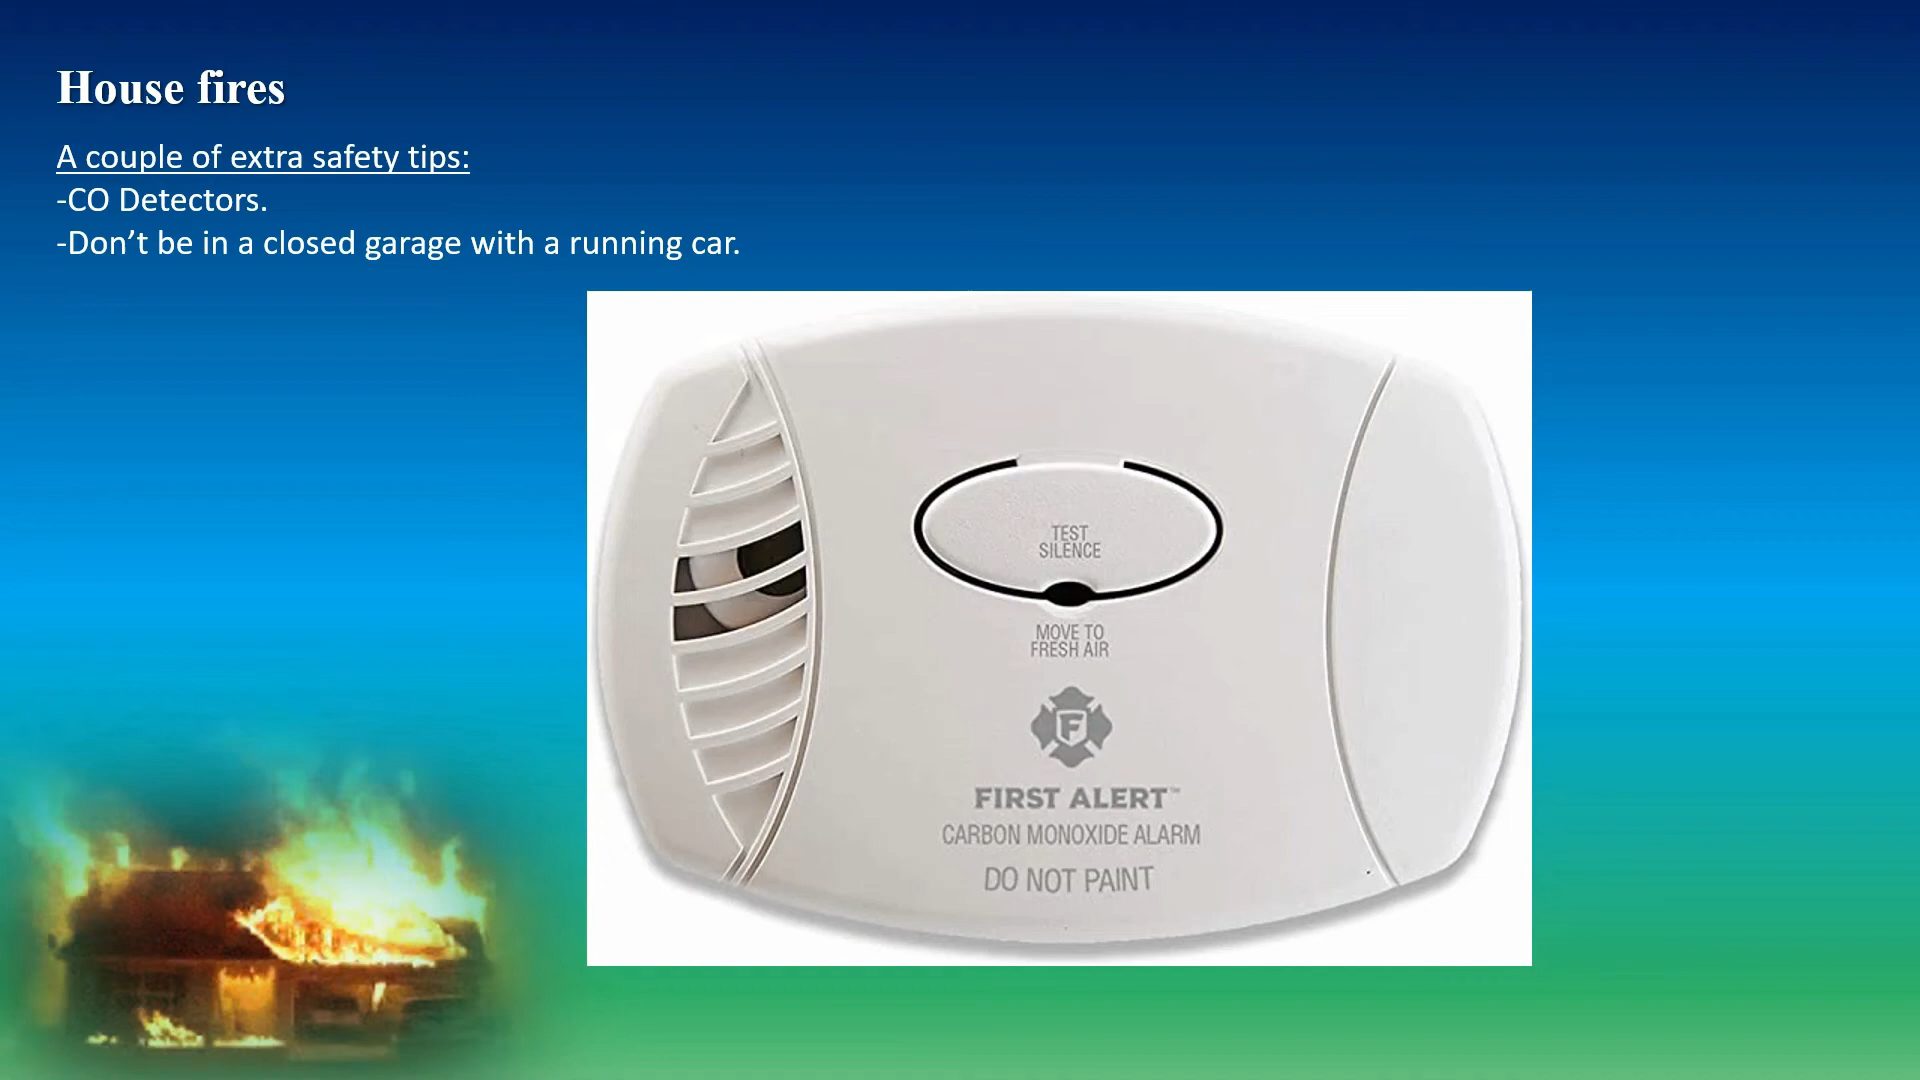 House fires
A couple of extra safety tips:
-CO Detectors.
-Don’t be in a closed garage with a running car.
TEST
SILENCE
MOVE TO
FRESH AIR
F
FIRST ALERT™
CARBON MONOXIDE ALARM
DO NOT PAINT